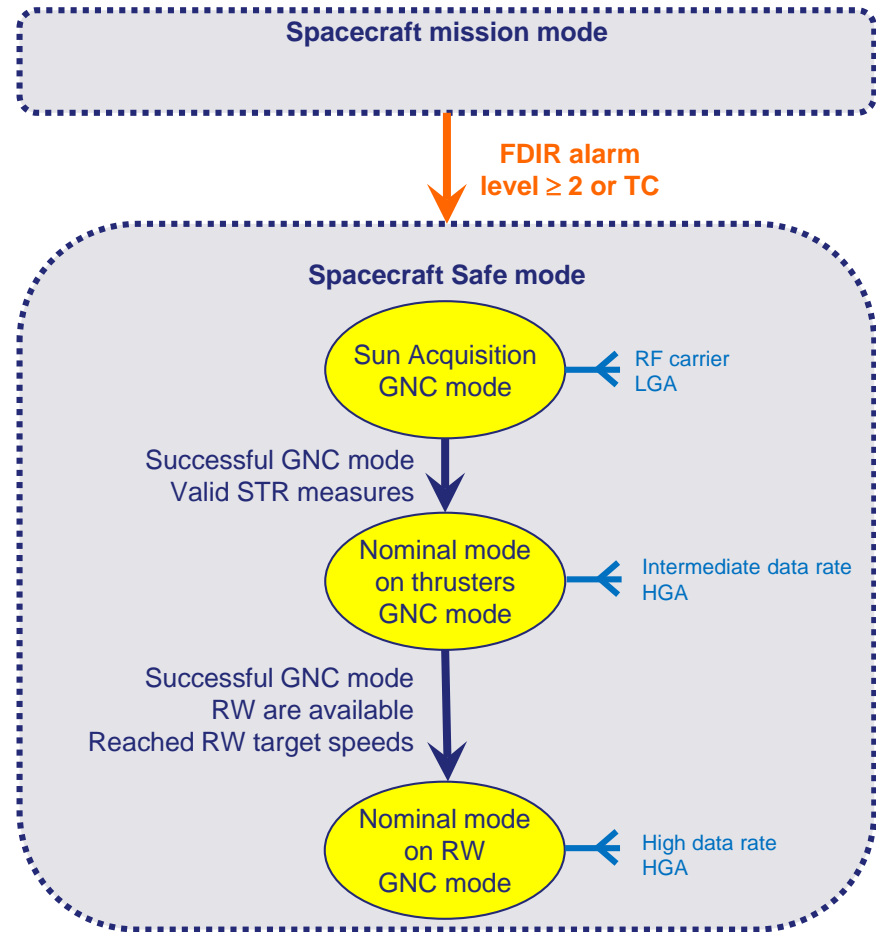 Spacecraft mission mode
FDIR alarm
level ≥ 2 or TC
Spacecraft Safe mode
Sun Acquisition
GNC mode
RF carrier
LGA
Successful GNC mode
Valid STR measures
Nominal mode
on thrusters
GNC mode
Intermediate data rate
HGA
Successful GNC mode
RW are available
Reached RW target speeds
Nominal mode
on RW
GNC mode
High data rate
HGA